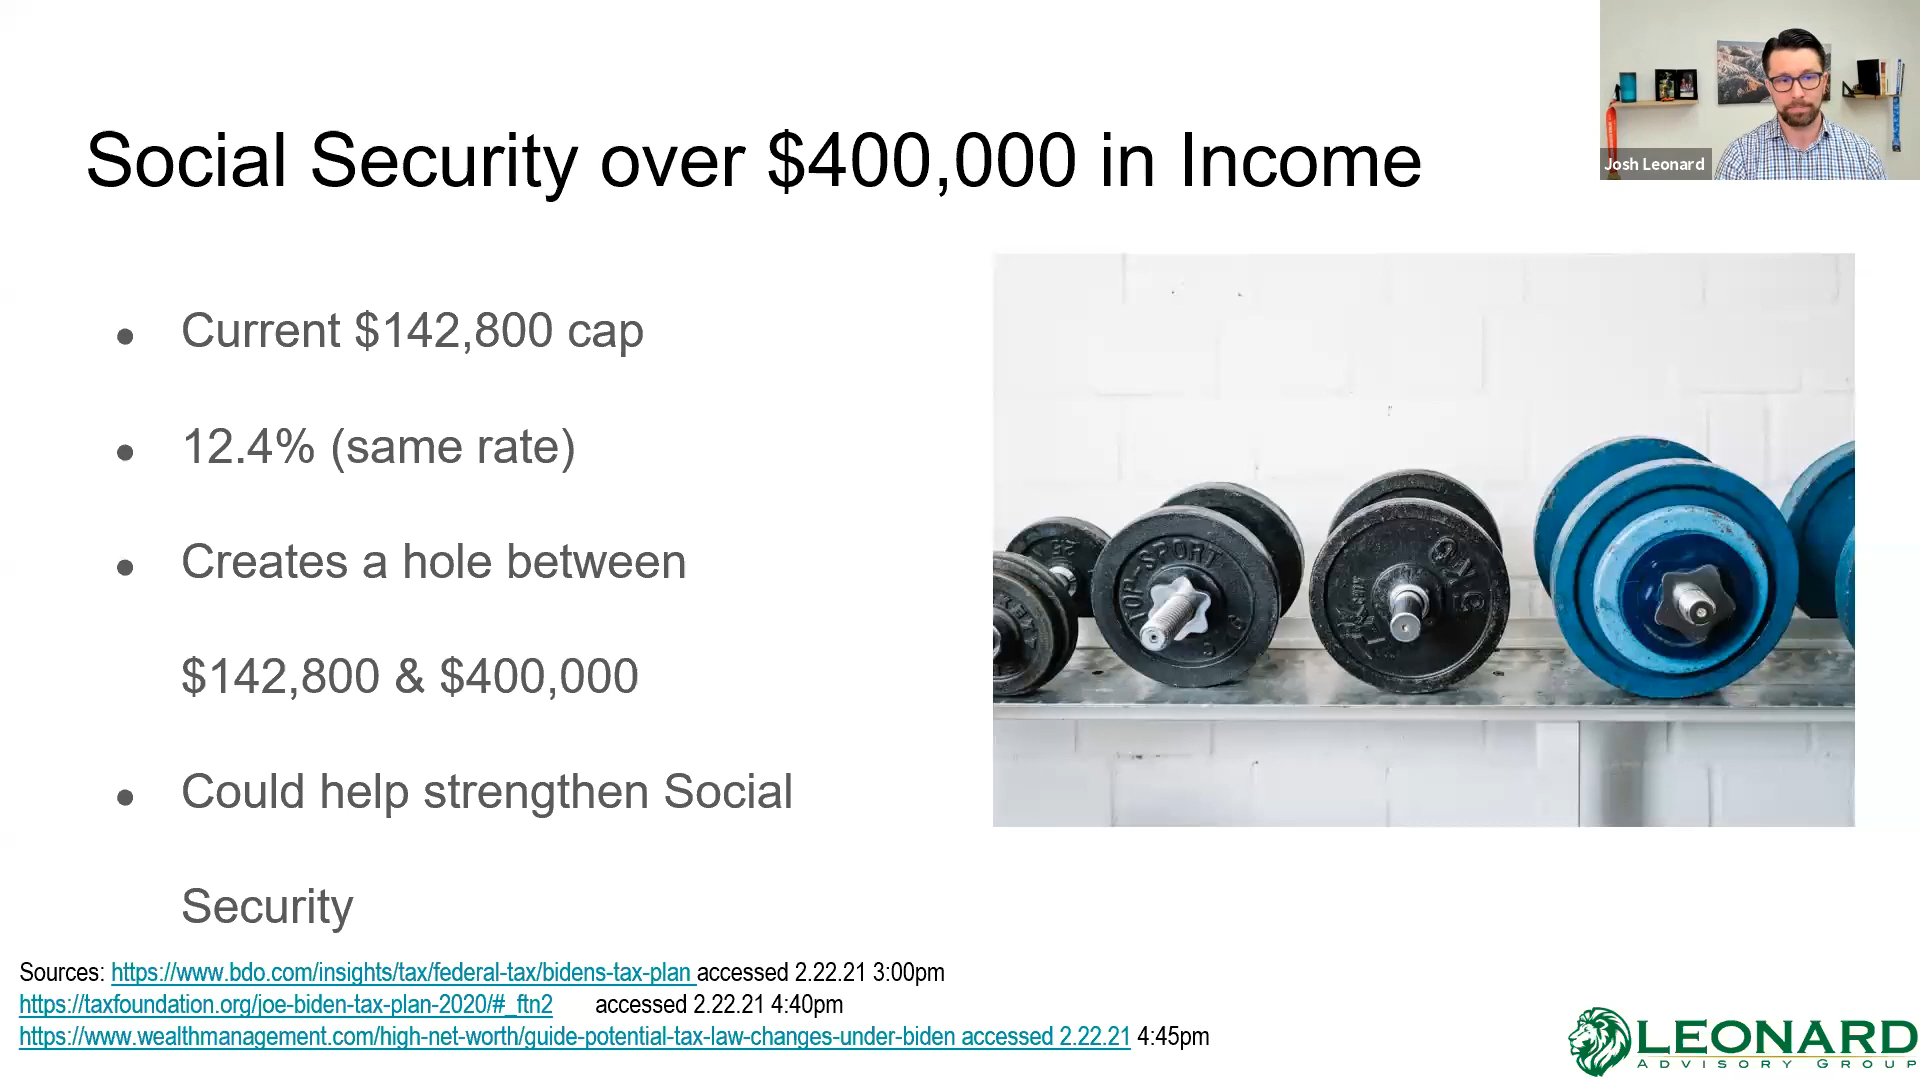 Josh Leonard
Social Security over $400,000 in Income
● Current $142,800 cap
● 12.4% (same rate)
● Creates a hole between
$142,800 & $400,000
● Could help strengthen Social
Security
TOP-SPORT
Sources: https://www.bdo.com/insights/tax/federal-tax/bidens-tax-plan accessed 2.22.21 3:00pm
https://taxfoundation.org/joe-biden-tax-plan-2020/#_ftn2 accessed 2.22.21 4:40pm
https://www.wealthmanagement.com/high-net-worth/guide-potential-tax-law-changes-under-biden accessed 2.22.21 4:45pm
LEONARD
ADVISORY GROUP